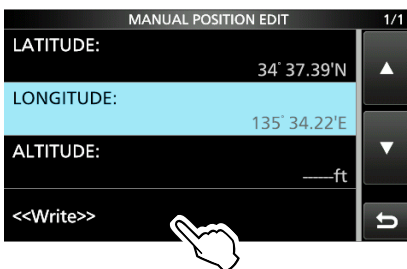 MANUAL POSITION EDIT 1/1
LATITUDE:
34°37.39'N
LONGITUDE:
135°34.22'E
ALTITUDE:
------ft
<<Write>>